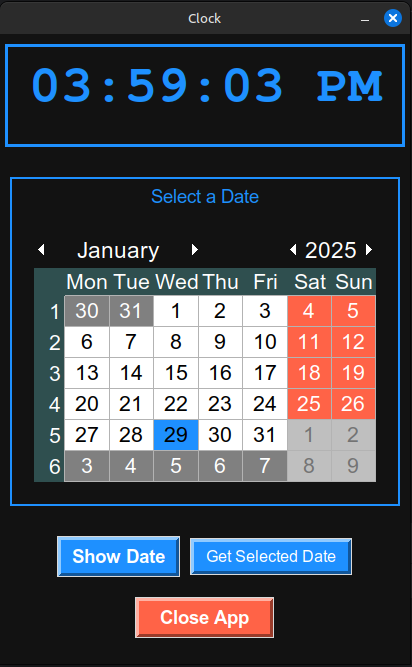 Clock
03:59:03 PM
Select a Date
January 2025
Mon Tue Wed Thu Fri Sat Sun
1 30 31 1 2 3 4 5
2 6 7 8 9 10 11 12
3 13 14 15 16 17 18 19
4 20 21 22 23 24 25 26
5 27 28 29 30 31 1 2
6 3 4 5 6 7 8 9
Show Date Get Selected Date
Close App